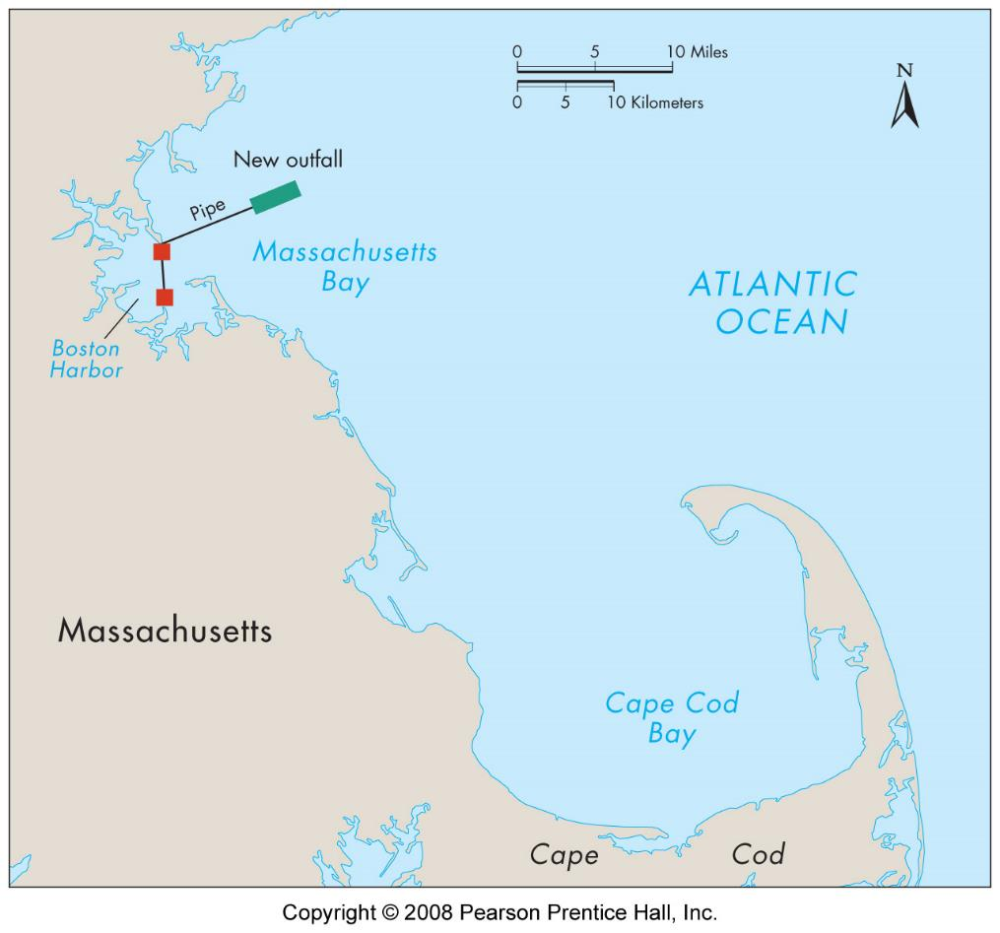 0 5 10 Miles
0 5 10 Kilometers
N
New outfall
Pipe
Massachusetts
Bay
ATLANTIC
OCEAN
Boston
Harbor
Massachusetts
Cape Cod
Bay
Cape Cod
Copyright © 2008 Pearson Prentice Hall, Inc.